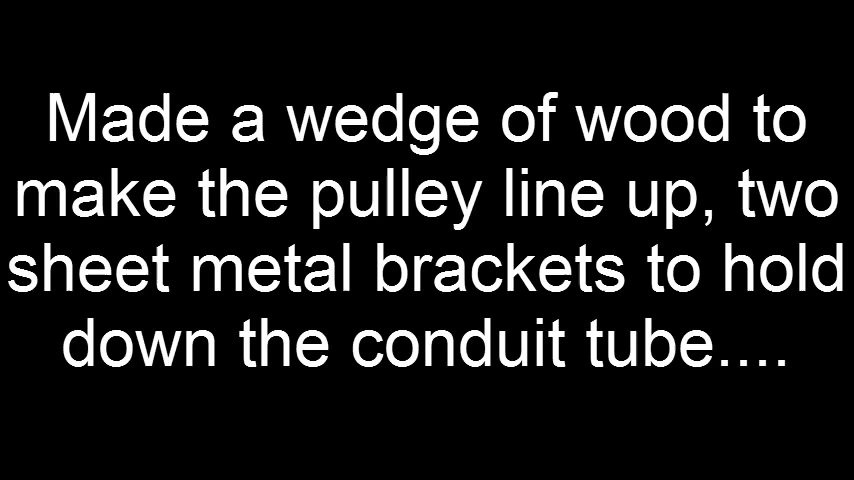 Made a wedge of wood to
make the pulley line up, two
sheet metal brackets to hold
down the conduit tube....